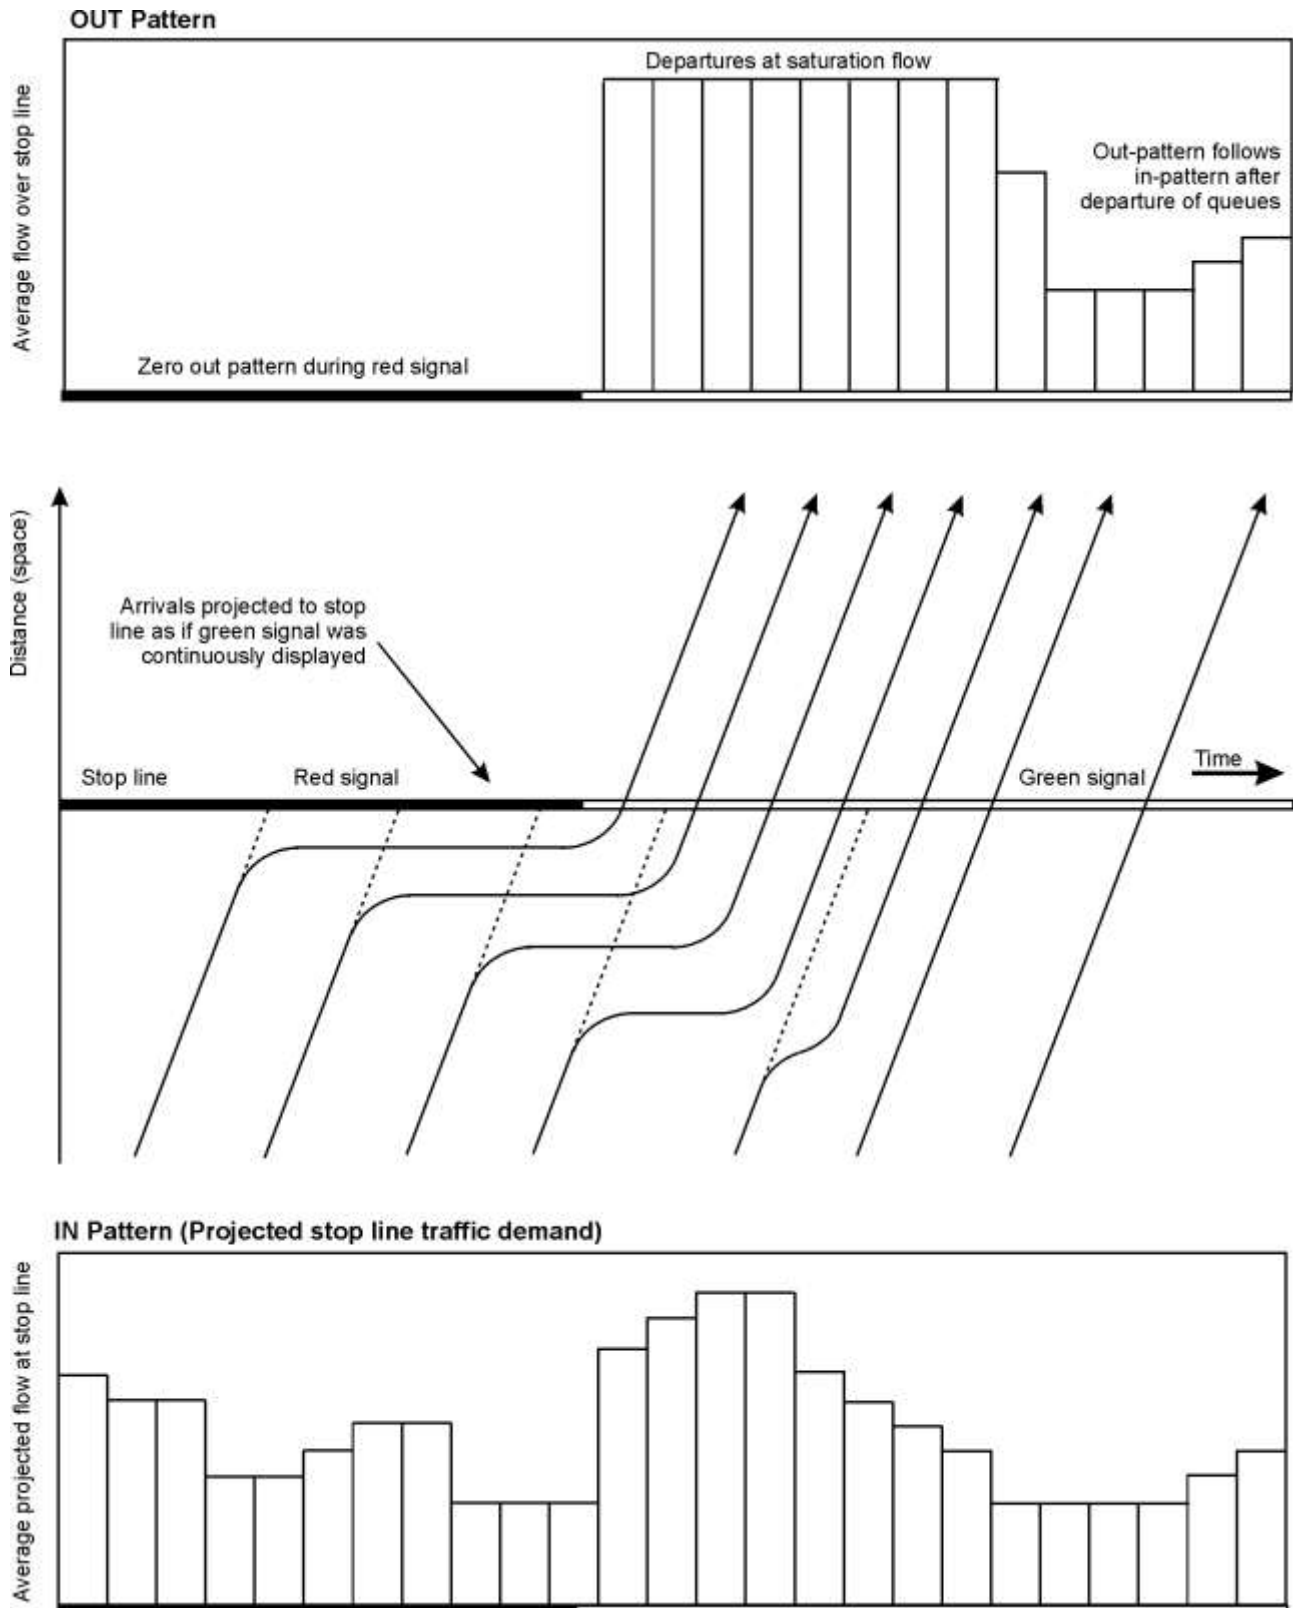 OUT Pattern
Average flow over stop line
Departures at saturation flow
Out-pattern follows
in-pattern after
departure of queues
Zero out pattern during red signal
Distance (space)
Arrivals projected to stop
line as if green signal was
continuously displayed
Stop line
Red signal
Green signal
Time
IN Pattern (Projected stop line traffic demand)
Average projected flow at stop line